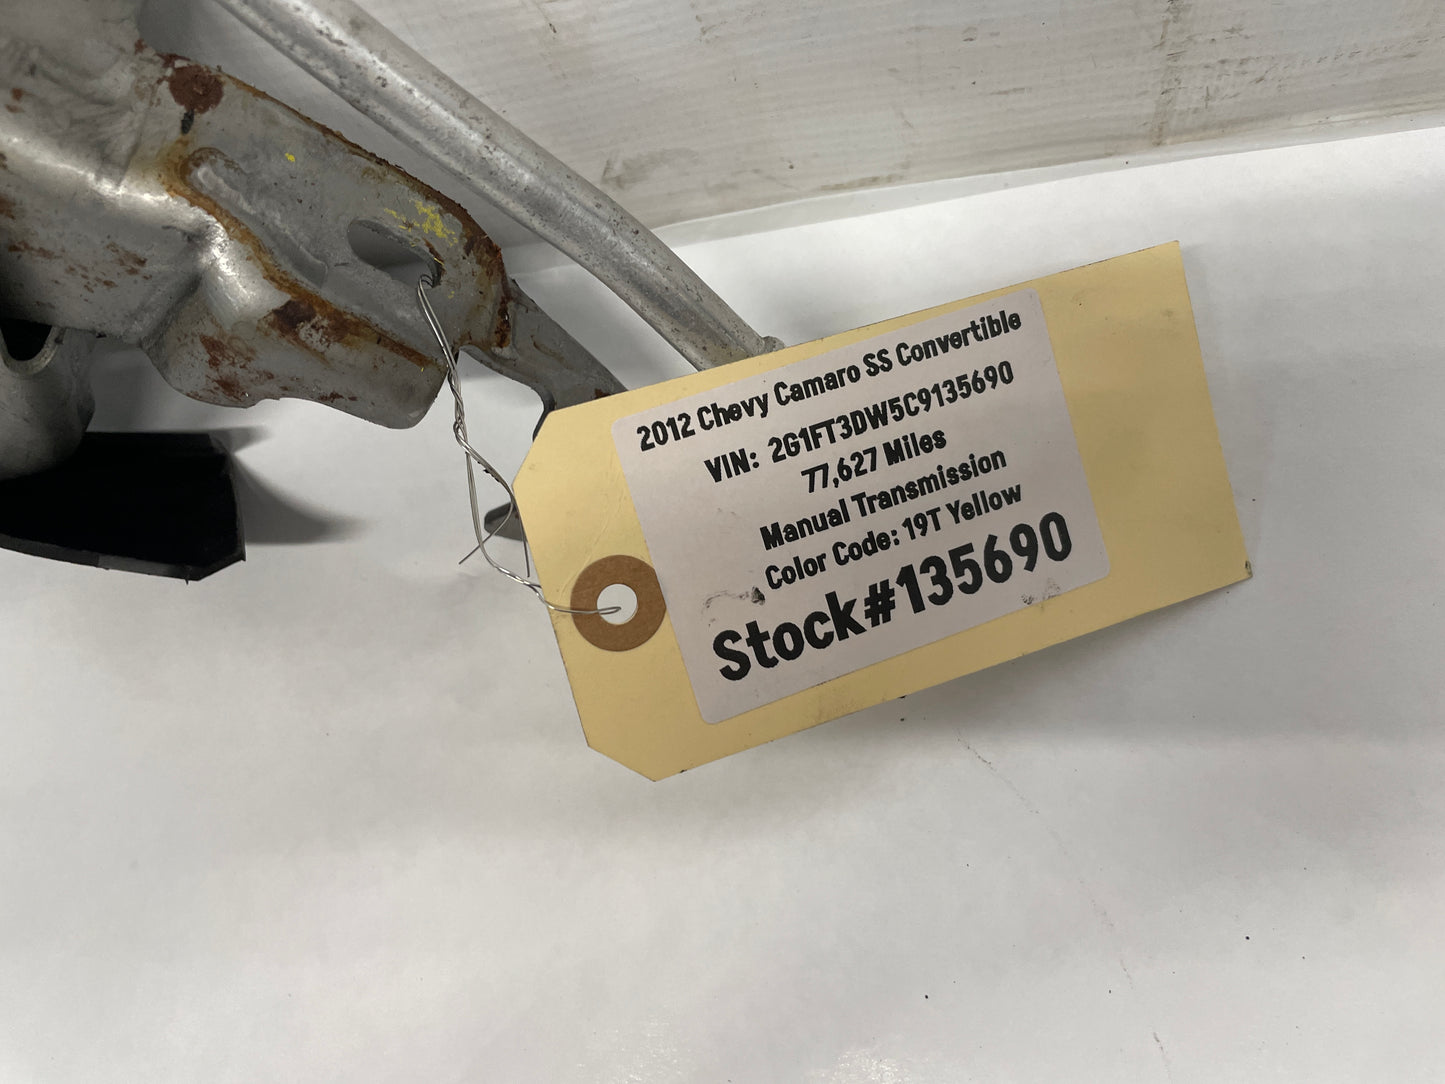 2012 Chevy Camaro SS Convertible
VIN: 2G1FT3DW5C9135690
77,627 Miles
Manual Transmission
Color Code: 19T Yellow
Stock#135690